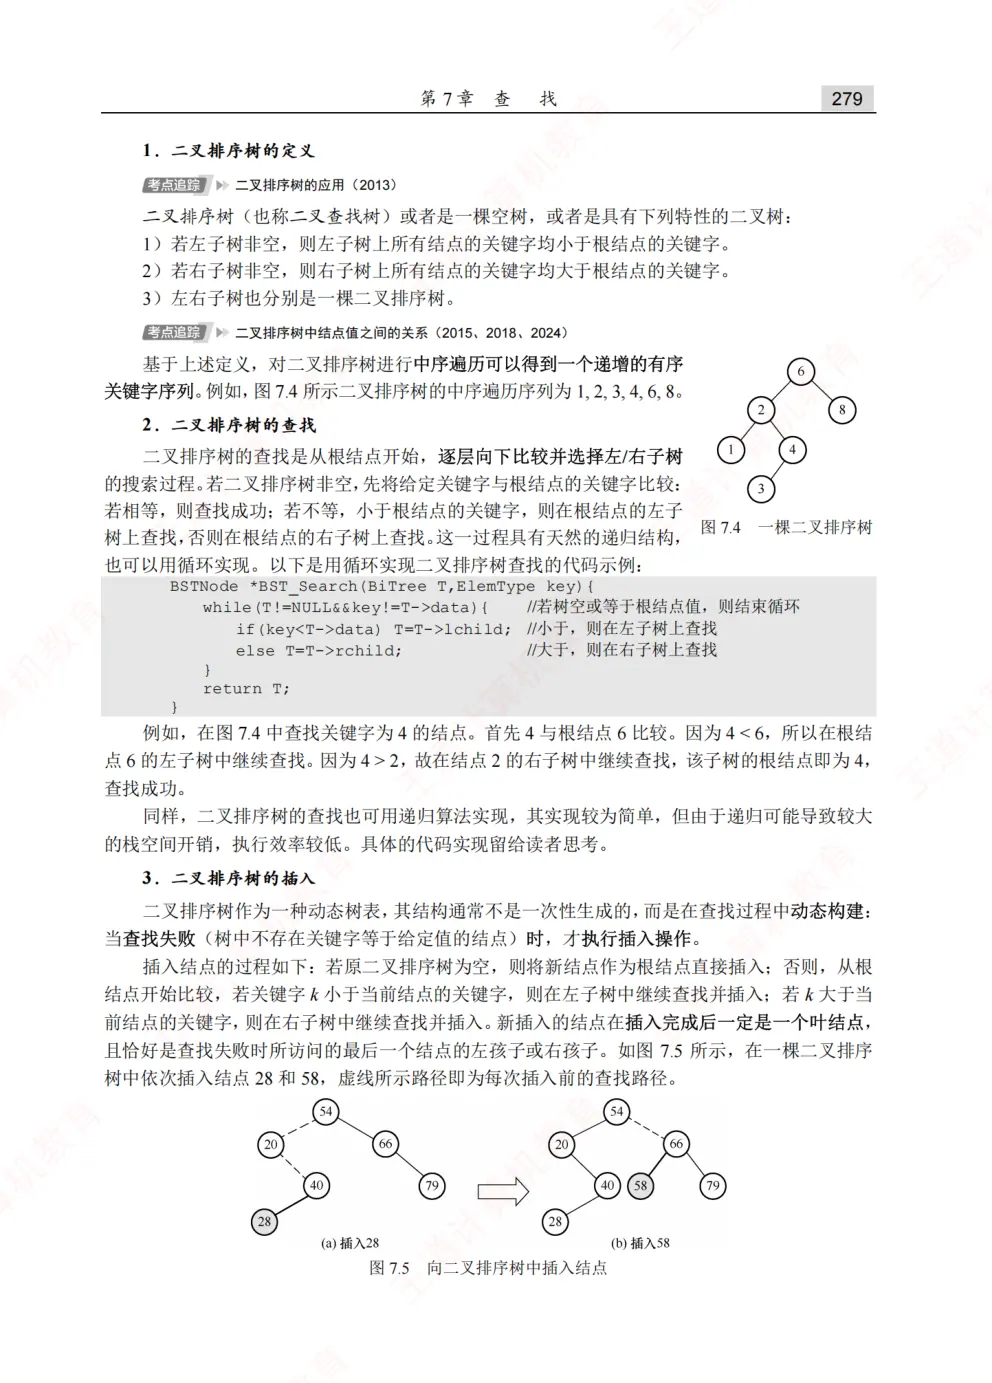 第 7 章 查 找
279
1．二叉排序树的定义
考点追踪 二叉排序树的应用（2013）
二叉排序树（也称二叉查找树）或者是一棵空树，或者是具有下列特性的二叉树：
1）若左子树非空，则左子树上所有结点的关键字均小于根结点的关键字。
2）若右子树非空，则右子树上所有结点的关键字均大于根结点的关键字。
3）左右子树也分别是一棵二叉排序树。
考点追踪 二叉排序树中结点值之间的关系（2015、2018、2024）
基于上述定义，对二叉排序树进行中序遍历可以得到一个递增的有序
关键字序列。例如，图 7.4 所示二叉排序树的中序遍历序列为 1, 2, 3, 4, 6, 8。
2．二叉排序树的查找
二叉排序树的查找是从根结点开始，逐层向下比较并选择左/右子树
的搜索过程。若二叉排序树非空，先将给定关键字与根结点的关键字比较：
若相等，则查找成功；若不等，小于根结点的关键字，则在根结点的左子
树上查找，否则在根结点的右子树上查找。这一过程具有天然的递归结构，
也可以用循环实现。以下是用循环实现二叉排序树查找的代码示例：
6
2
8
1
4
3
图 7.4 一棵二叉排序树
BSTNode *BST_Search(BiTree T,ElemType key){
while(T!=NULL&&key!=T->data){ //若树空或等于根结点值，则结束循环
if(key<T->data) T=T->lchild; //小于，则在左子树上查找
else T=T->rchild; //大于，则在右子树上查找
}
return T;
}
例如，在图 7.4 中查找关键字为 4 的结点。首先 4 与根结点 6 比较。因为 4 < 6，所以在根结
点 6 的左子树中继续查找。因为 4 > 2，故在结点 2 的右子树中继续查找，该子树的根结点即为 4，
查找成功。
同样，二叉排序树的查找也可用递归算法实现，其实现较为简单，但由于递归可能导致较大
的栈空间开销，执行效率较低。具体的代码实现留给读者思考。
3．二叉排序树的插入
二叉排序树作为一种动态树表，其结构通常不是一次性生成的，而是在查找过程中动态构建：
当查找失败（树中不存在关键字等于给定值的结点）时，才执行插入操作。
插入结点的过程如下：若原二叉排序树为空，则将新结点作为根结点直接插入；否则，从根
结点开始比较，若关键字 k 小于当前结点的关键字，则在左子树中继续查找并插入；若 k 大于当
前结点的关键字，则在右子树中继续查找并插入。新插入的结点在插入完成后一定是一个叶结点，
且恰好是查找失败时所访问的最后一个结点的左孩子或右孩子。如图 7.5 所示，在一棵二叉排序
树中依次插入结点 28 和 58，虚线所示路径即为每次插入前的查找路径。
54
20
66
40
79
28
(a) 插入28
54
20
66
40
58
79
28
(b) 插入58
图 7.5 向二叉排序树中插入结点